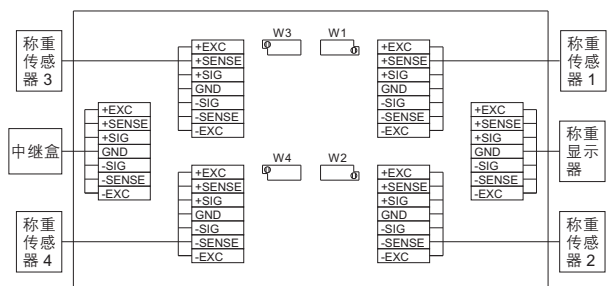 W3
W1
称重
传感
器 3
+EXC
+SENSE
+SIG
GND
-SIG
-SENSE
-EXC
+EXC
+SENSE
+SIG
GND
-SIG
-SENSE
-EXC
称重
传感
器 1
中继盒
+EXC
+SENSE
+SIG
GND
-SIG
-SENSE
-EXC
+EXC
+SENSE
+SIG
GND
-SIG
-SENSE
-EXC
称重
显示
器
W4
W2
称重
传感
器 4
+EXC
+SENSE
+SIG
GND
-SIG
-SENSE
-EXC
+EXC
+SENSE
+SIG
GND
-SIG
-SENSE
-EXC
称重
传感
器 2